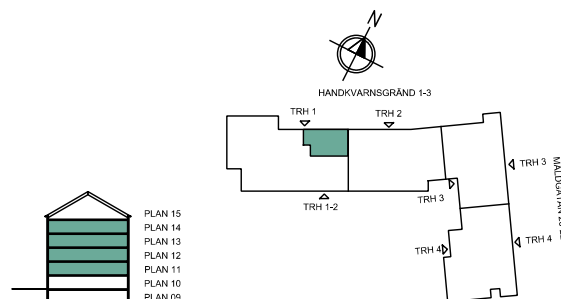 N
HANDKVARNSGRÄND 1-3
TRH 1
TRH 2
TRH 3
TRH 3
TRH 1-2
TRH 4
TRH 4
PLAN 15
PLAN 14
PLAN 13
PLAN 12
PLAN 11
PLAN 10
PLAN 09